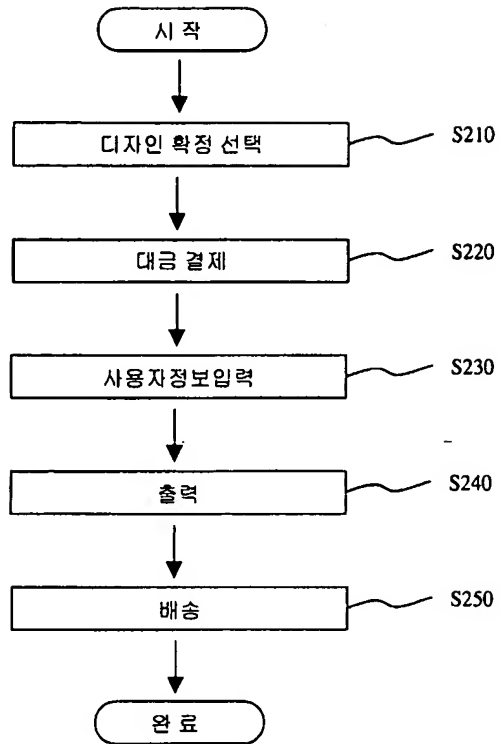 시 작
디자인 확정 선택 S210
대금 결제 S220
사용자정보입력 S230
출력 S240
배송 S250
완 료